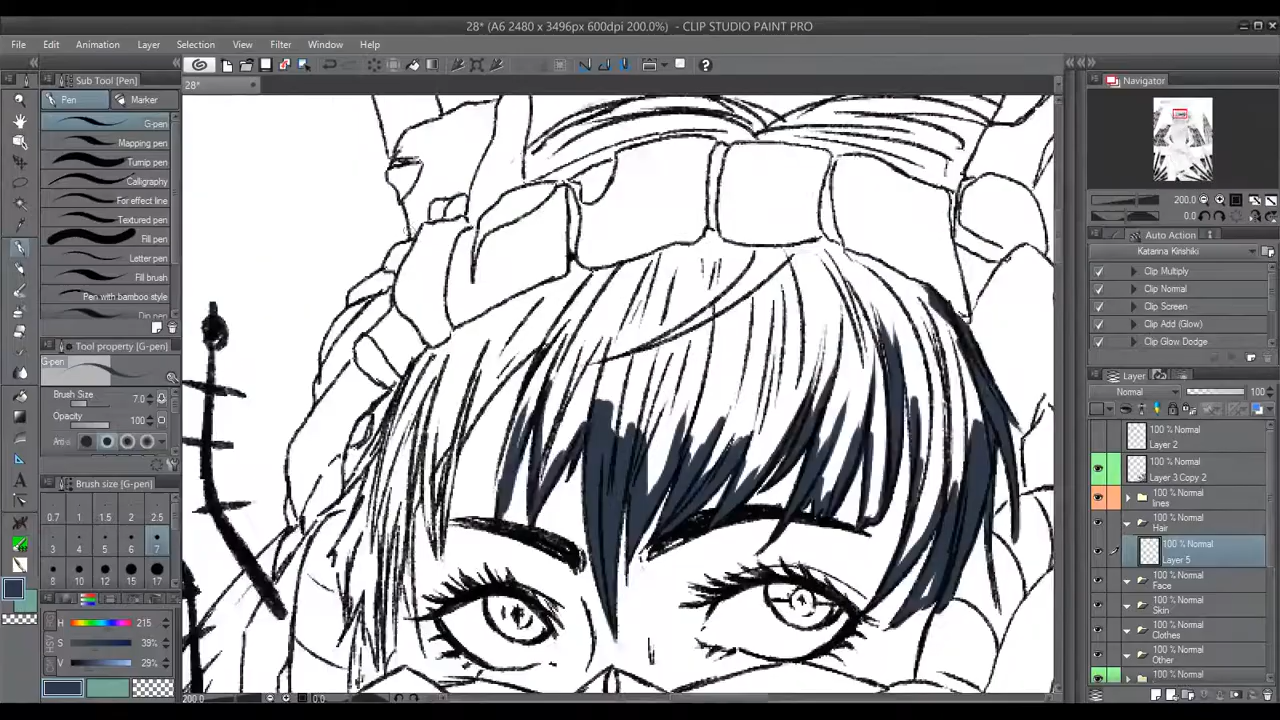 28* (A6 2480 x 3496px 600dpi 200.0%) - CLIP STUDIO PAINT PRO
File Edit Animation Layer Selection View Filter Window Help
Sub Tool [Pen]
28*
Navigator
Pen Marker
G-pen
Mapping pen
Turnip pen
Calligraphy
For effect line
Textured pen
Fill pen
Letter pen
Fill brush
Pen with bamboo style
Tool property [G-pen]
G-pen
Brush Size 7.0
Opacity 100
Brush size [G-pen]
0.7 1 1.5 2 2.5
3 4 5 6 7
8 10 12 15 17
H 215
S 39%
V 29%
200.0 0.0
200.0
0.0
Auto Action
Katanna Kirishiki
Clip Multiply
Clip Normal
Clip Screen
Clip Add (Glow)
Clip Glow Dodge
Layer
Normal 100
100 % Normal
Layer 2
100 % Normal
Layer 3 Copy 2
100 % Normal
lines
100 % Normal
Hair
100 % Normal
Layer 5
100 % Normal
Face
100 % Normal
Skin
100 % Normal
Clothes
100 % Normal
Other
100 % Normal